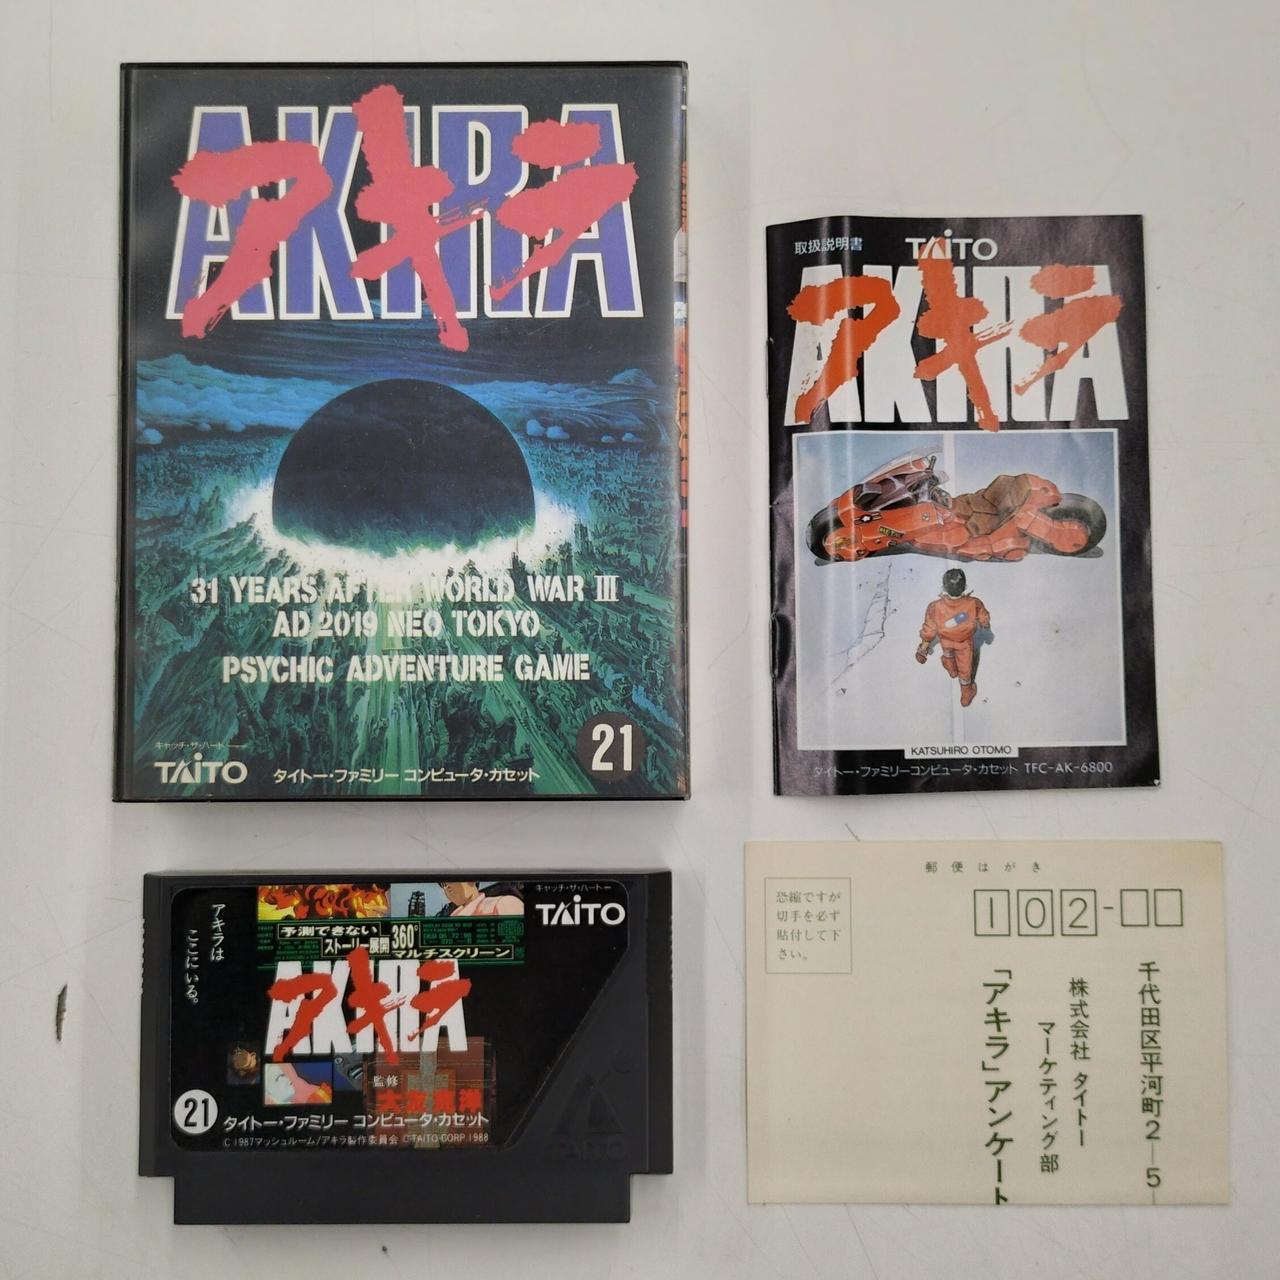 AKIRA
アキラ
31 YEARS AFTER WORLD WAR III
AD 2019 NEO TOKYO
PSYCHIC ADVENTURE GAME
21
キャッチ・ザ・ハート
TAITO
タイトー・ファミリー コンピュータ・カセット
取扱説明書
TAITO
AKIRA
アキラ
KATSUHIRO OTOMO
タイトー・ファミリーコンピュータ・カセット TFC-AK-6800
キャッチ・ザ・ハート
TAITO
アキラは
ここにいる。
予測できない
ストーリー展開
360°
マルチスクリーン
AKIRA
アキラ
監修
大友克洋
21
タイトー・ファミリー コンピュータ・カセット
C 1987マッシュルーム/アキラ製作委員会 ©TAITO CORP.1988
TAITO
郵便はがき
恐縮ですが
切手を必ず
貼付して下
さい。
102-
千代田区平河町2-5-
株式会社 タイトー
マーケティング部
「アキラ」アンケート